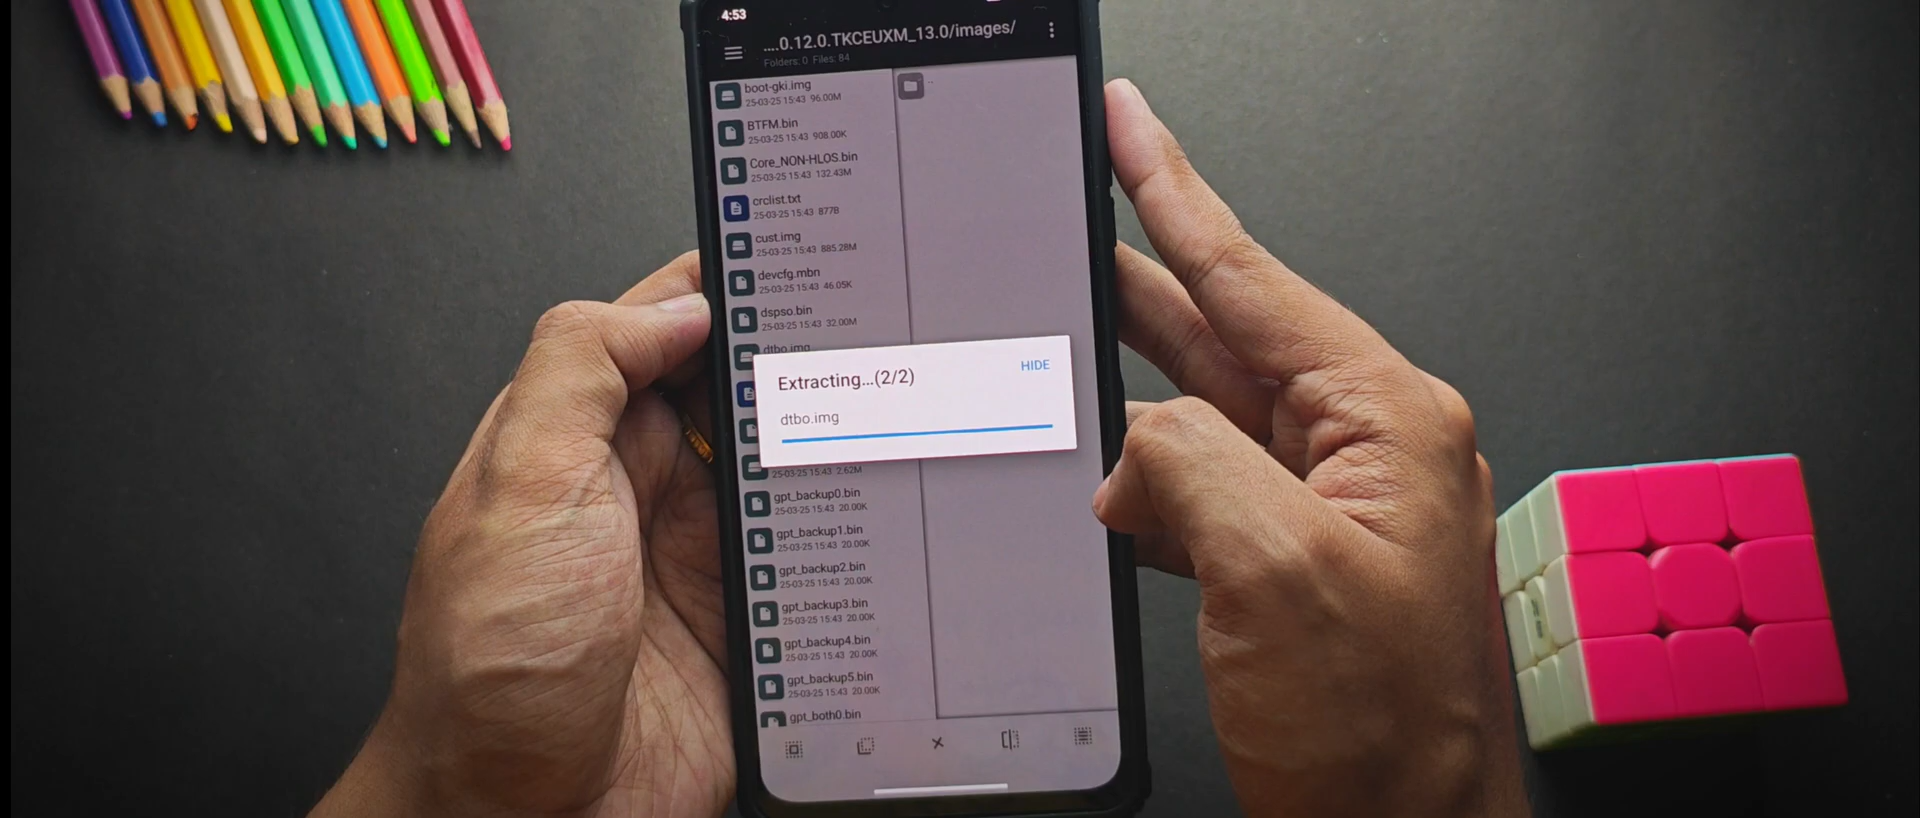 4:53
....0.12.0.TKCEUXM_13.0/images/
Folders: 0 Files: 84
boot-gki.img
25-03-25 15:43 96.00M
BTFM.bin
25-03-25 15:43 908.00K
Core_NON-HLOS.bin
25-03-25 15:43 132.43M
crclist.txt
25-03-25 15:43 877B
cust.img
25-03-25 15:43 885.28M
devcfg.mbn
25-03-25 15:43 46.05K
dspso.bin
25-03-25 15:43 32.00M
dtbo.img
Extracting...(2/2)
HIDE
dtbo.img
25-03-25 15:43 2.62M
gpt_backup0.bin
25-03-25 15:43 20.00K
gpt_backup1.bin
25-03-25 15:43 20.00K
gpt_backup2.bin
25-03-25 15:43 20.00K
gpt_backup3.bin
25-03-25 15:43 20.00K
gpt_backup4.bin
25-03-25 15:43 20.00K
gpt_backup5.bin
25-03-25 15:43 20.00K
gpt_both0.bin